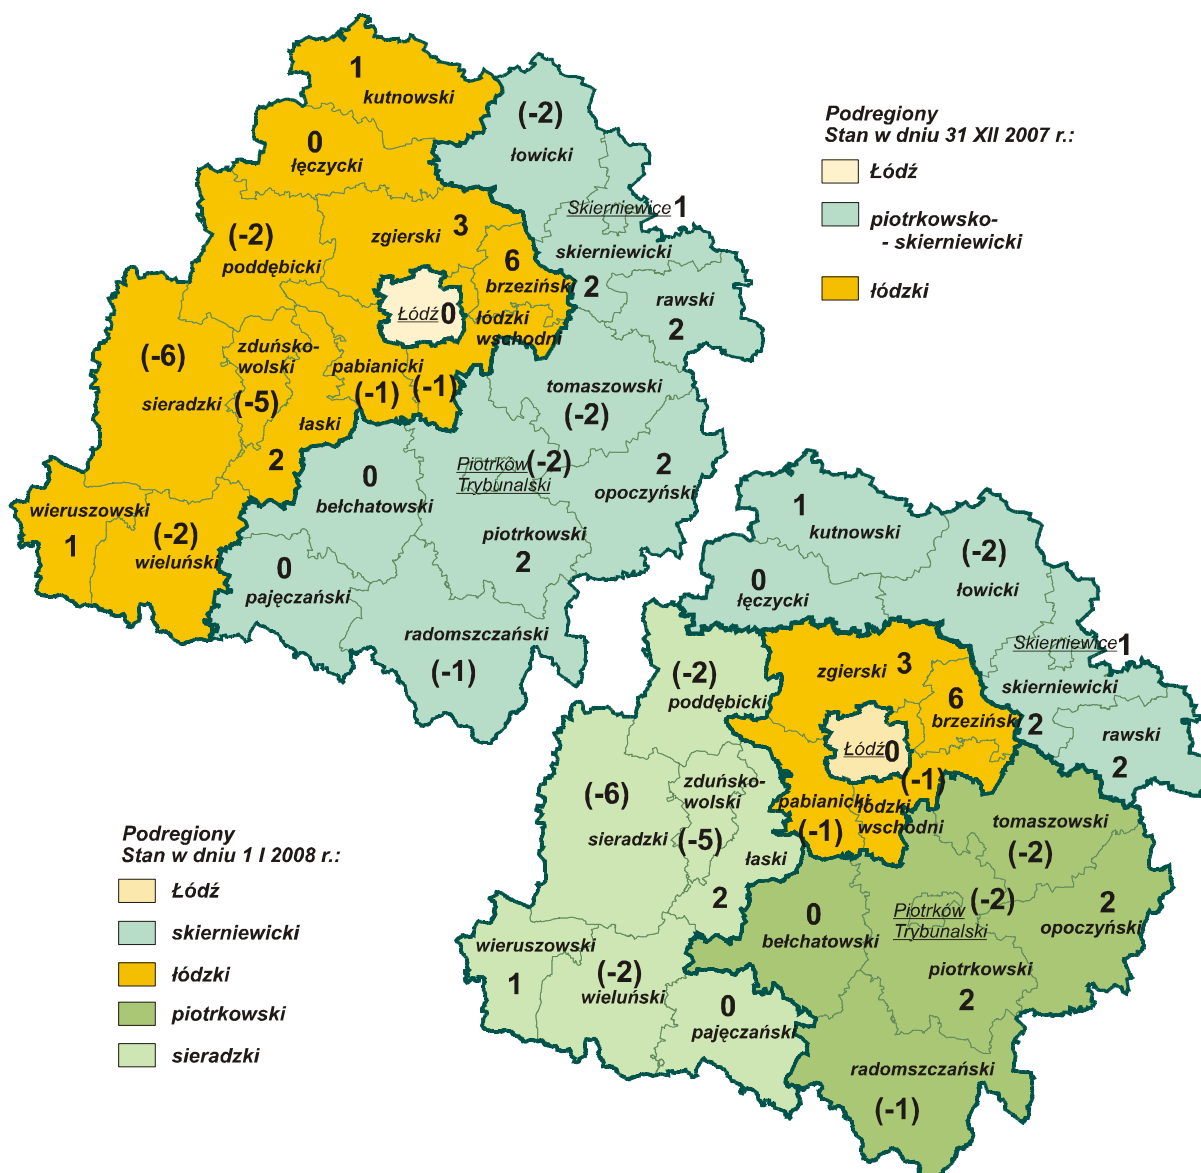 1
kutnowski
(-2)
łowicki
0
łęczycki
Skierniewice 1
(-2)
poddębicki
zgierski 3
skierniewicki
2
6
brzezińsk
rawski
2
Łódź 0
łódzki
wschodni
(-6)
sieradzki
zduńsko-
wolski
(-5)
pabianicki
(-1)
(-1)
łaski
2
tomaszowski
(-2)
0
bełchatowski
Piotrków
Trybunalski
(-2)
2
opoczyński
wieruszowski
1
(-2)
wieluński
piotrkowski
2
0
pajęczański
radomszczański
(-1)
Podregiony
Stan w dniu 31 XII 2007 r.:
Łódź
piotrkowsko-
- skierniewicki
łódzki
1
kutnowski
(-2)
łowicki
0
łęczycki
Skierniewice 1
skierniewicki
2
rawski
2
(-2)
poddębicki
zgierski 3
6
brzezińsk
Łódź 0
(-1)
łódzki
wschodni
pabianicki
(-1)
(-6)
sieradzki
zduńsko-
wolski
(-5)
łaski
2
tomaszowski
(-2)
0
bełchatowski
Piotrków
Trybunalski
(-2)
2
opoczyński
wieruszowski
1
(-2)
wieluński
0
pajęczański
piotrkowski
2
radomszczański
(-1)
Podregiony
Stan w dniu 1 I 2008 r.:
Łódź
skierniewicki
łódzki
piotrkowski
sieradzki